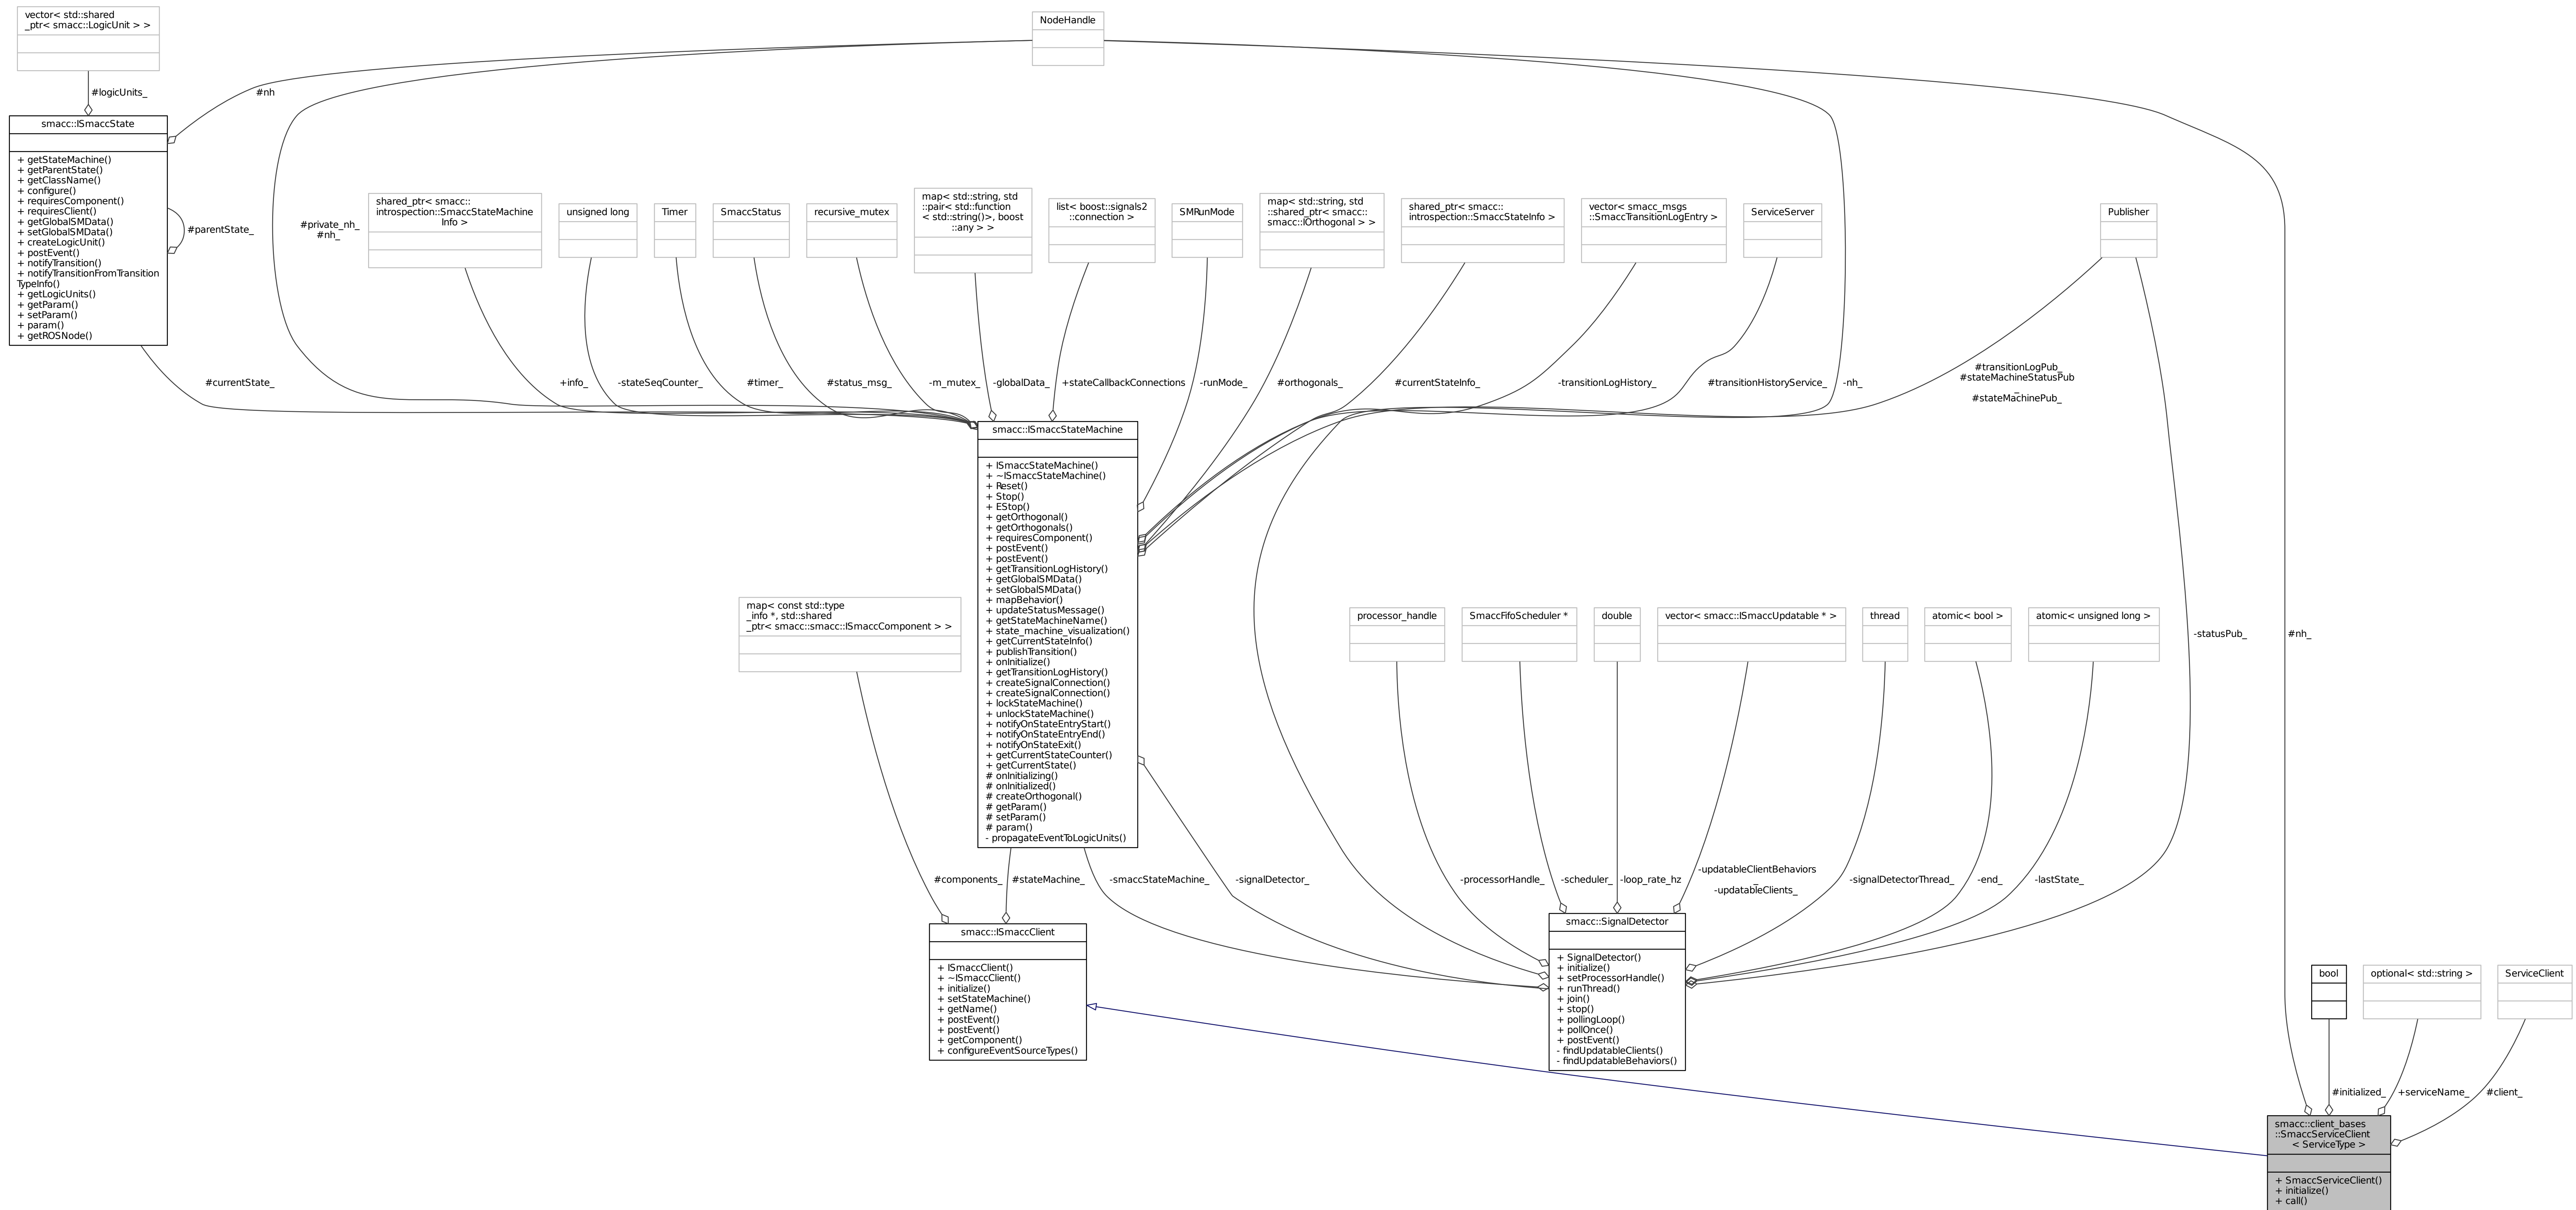 vector< std::shared
_ptr< smacc::LogicUnit > >
NodeHandle
#logicUnits_
#nh
smacc::ISmaccState
+ getStateMachine()
+ getParentState()
+ getClassName()
+ configure()
+ requiresComponent()
+ requiresClient()
+ getGlobalSMData()
+ setGlobalSMData()
+ createLogicUnit()
+ postEvent()
+ notifyTransition()
+ notifyTransitionFromTransition
TypeInfo()
+ getLogicUnits()
+ getParam()
+ setParam()
+ param()
+ getROSNode()
#parentState_
#private_nh_
#nh_
shared_ptr< smacc::
introspection::SmaccStateMachine
Info >
unsigned long
Timer
SmaccStatus
recursive_mutex
map< std::string, std
::pair< std::function
< std::string()>, boost
::any > >
list< boost::signals2
::connection >
SMRunMode
map< std::string, std
::shared_ptr< smacc::
smacc::IOrthogonal > >
shared_ptr< smacc::
introspection::SmaccStateInfo >
vector< smacc_msgs
::SmaccTransitionLogEntry >
ServiceServer
Publisher
#currentState_
+info_
-stateSeqCounter_
#timer_
#status_msg_
-m_mutex_
-globalData_
+stateCallbackConnections
-runMode_
#orthogonals_
#currentStateInfo_
-transitionLogHistory_
#transitionHistoryService_
-nh_
#transitionLogPub_
#stateMachineStatusPub
_
#stateMachinePub_
smacc::ISmaccStateMachine
+ ISmaccStateMachine()
+ ~ISmaccStateMachine()
+ Reset()
+ Stop()
+ EStop()
+ getOrthogonal()
+ getOrthogonals()
+ requiresComponent()
+ postEvent()
+ postEvent()
+ getTransitionLogHistory()
+ getGlobalSMData()
+ setGlobalSMData()
+ mapBehavior()
+ updateStatusMessage()
+ getStateMachineName()
+ state_machine_visualization()
+ getCurrentStateInfo()
+ publishTransition()
+ onInitialize()
+ getTransitionLogHistory()
+ createSignalConnection()
+ createSignalConnection()
+ lockStateMachine()
+ unlockStateMachine()
+ notifyOnStateEntryStart()
+ notifyOnStateEntryEnd()
+ notifyOnStateExit()
+ getCurrentStateCounter()
+ getCurrentState()
# onInitializing()
# onInitialized()
# createOrthogonal()
# getParam()
# setParam()
# param()
- propagateEventToLogicUnits()
map< const std::type
_info *, std::shared
_ptr< smacc::smacc::ISmaccComponent > >
processor_handle
SmaccFifoScheduler *
double
vector< smacc::ISmaccUpdatable * >
thread
atomic< bool >
atomic< unsigned long >
-statusPub_
#nh_
#components_
#stateMachine_
-smaccStateMachine_
-signalDetector_
-processorHandle_
-scheduler_
-loop_rate_hz
-updatableClientBehaviors
_
-updatableClients_
-signalDetectorThread_
-end_
-lastState_
smacc::ISmaccClient
+ ISmaccClient()
+ ~ISmaccClient()
+ initialize()
+ setStateMachine()
+ getName()
+ postEvent()
+ postEvent()
+ getComponent()
+ configureEventSourceTypes()
smacc::SignalDetector
+ SignalDetector()
+ initialize()
+ setProcessorHandle()
+ runThread()
+ join()
+ stop()
+ pollingLoop()
+ pollOnce()
+ postEvent()
- findUpdatableClients()
- findUpdatableBehaviors()
bool
optional< std::string >
ServiceClient
#initialized_
+serviceName_
#client_
smacc::client_bases
::SmaccServiceClient
< ServiceType >
+ SmaccServiceClient()
+ initialize()
+ call()